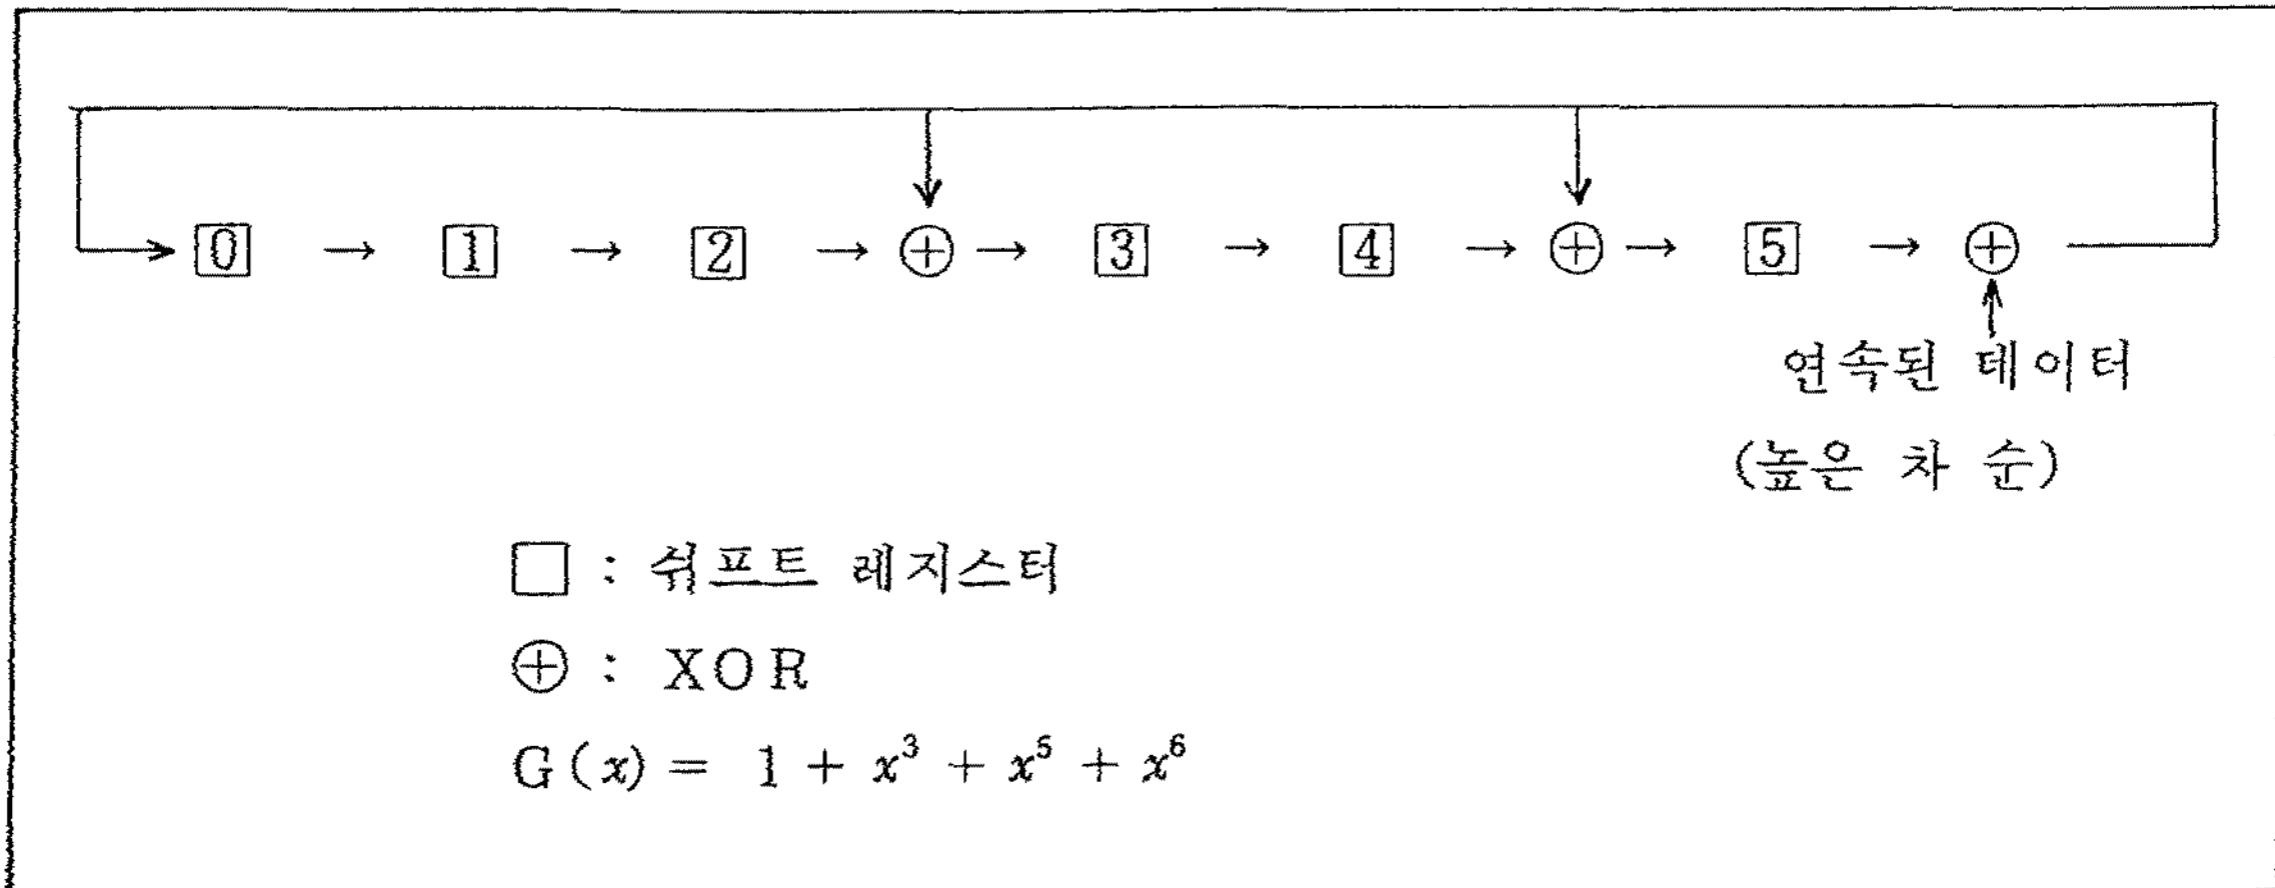 0 → 1 → 2 → ⊕ → 3 → 4 → ⊕ → 5 → ⊕
연속된 데이터
(높은 차 순)
□ : 쉬프트 레지스터
⊕ : XOR
G(x) = 1 + x³ + x⁵ + x⁶